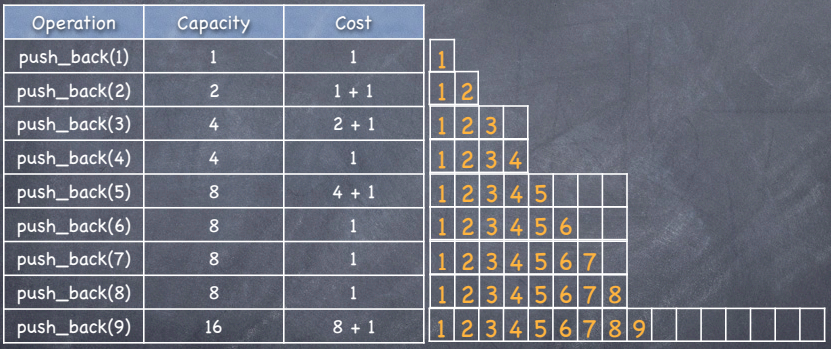 Operation Capacity Cost
push_back(1) 1 1 1
push_back(2) 2 1 + 1 1 2
push_back(3) 4 2 + 1 1 2 3
push_back(4) 4 1 1 2 3 4
push_back(5) 8 4 + 1 1 2 3 4 5
push_back(6) 8 1 1 2 3 4 5 6
push_back(7) 8 1 1 2 3 4 5 6 7
push_back(8) 8 1 1 2 3 4 5 6 7 8
push_back(9) 16 8 + 1 1 2 3 4 5 6 7 8 9